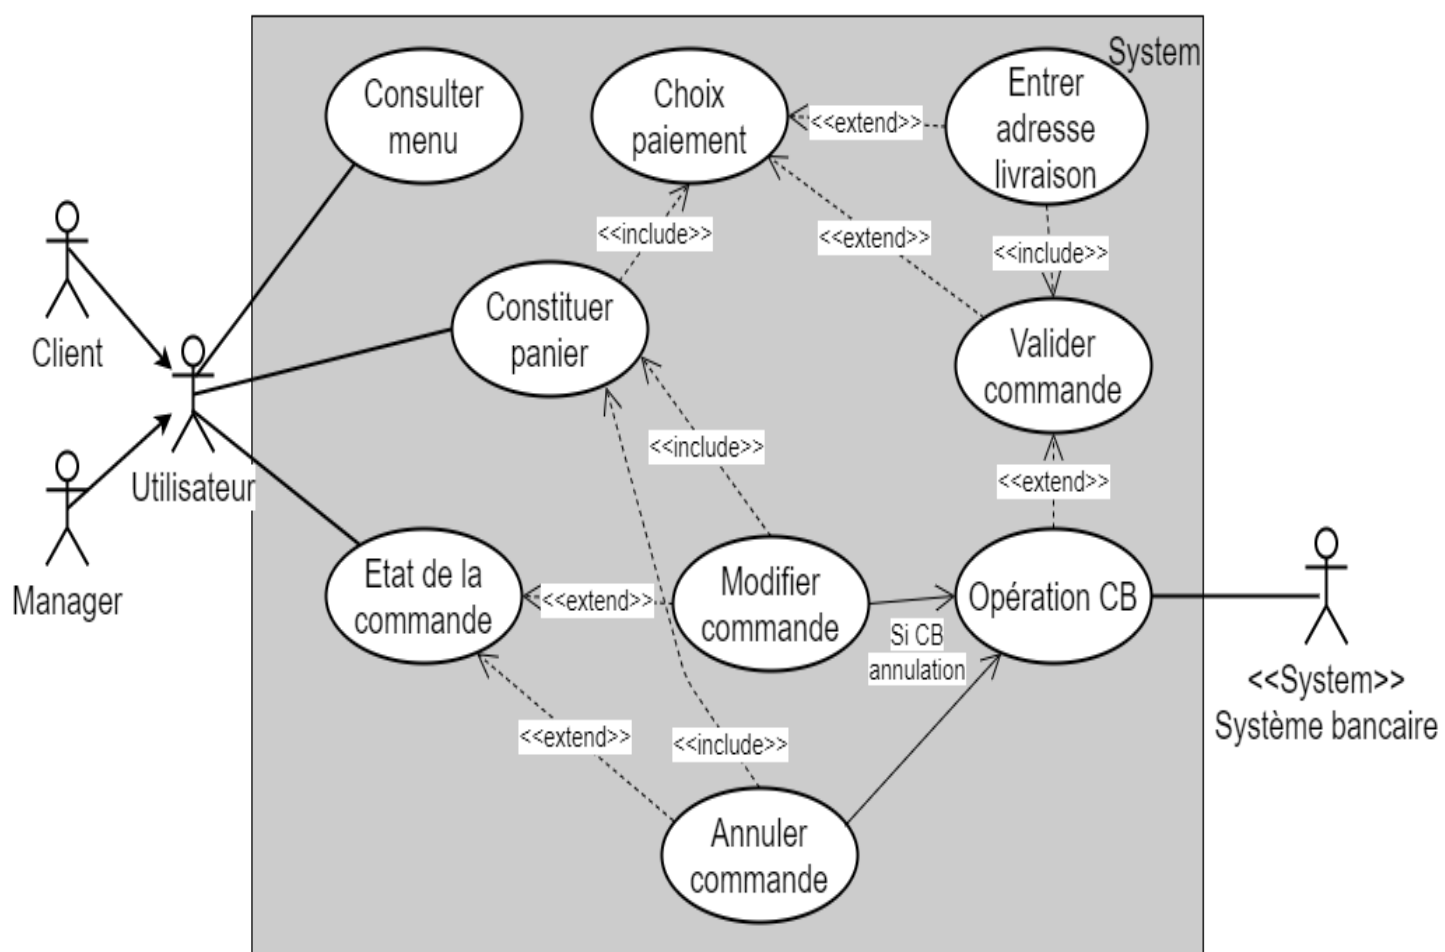 System
Consulter
menu
Choix
paiement
<<extend>>
Entrer
adresse
livraison
<<include>>
<<extend>>
<<include>>
Client
Constituer
panier
Valider
commande
Utilisateur
<<include>>
<<extend>>
Manager
Etat de la
commande
<<extend>>
Modifier
commande
Si CB
annulation
Opération CB
<<System>>
Système bancaire
<<extend>>
<<include>>
Annuler
commande